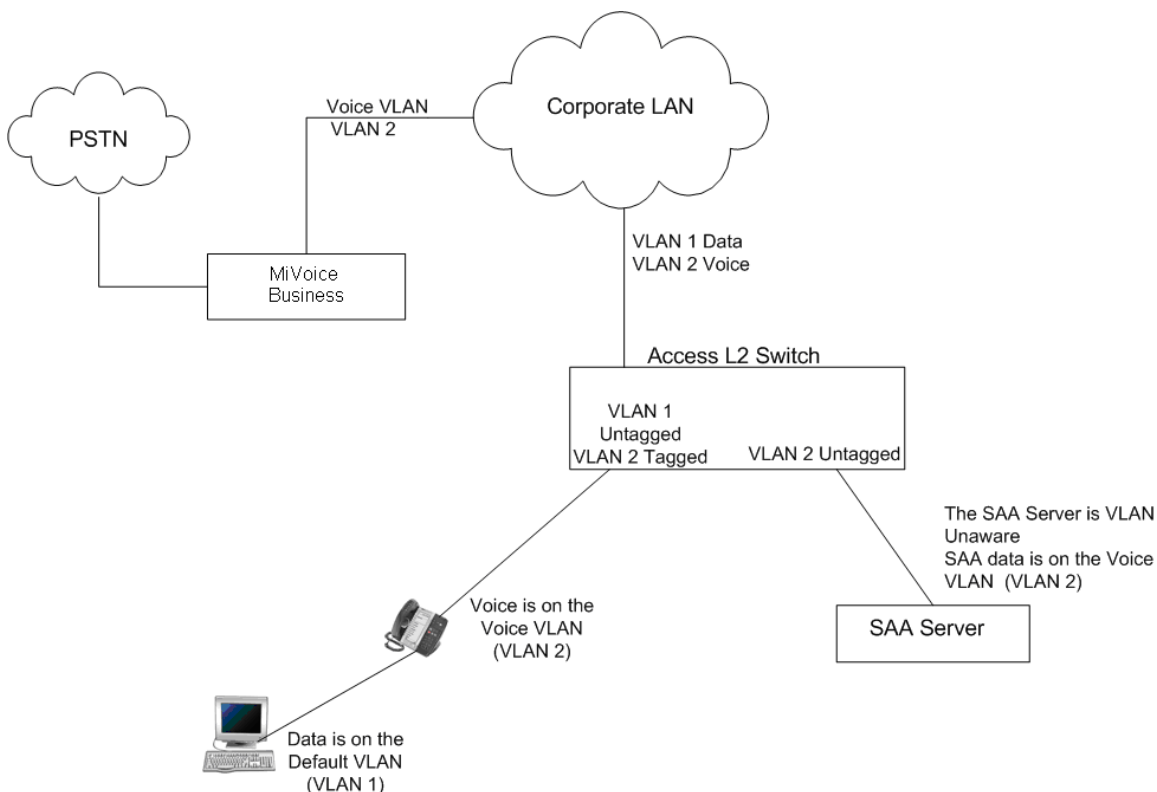 Corporate LAN
Voice VLAN
VLAN 2
PSTN
VLAN 1 Data
VLAN 2 Voice
MiVoice
Business
Access L2 Switch
VLAN 1
Untagged
VLAN 2 Tagged
VLAN 2 Untagged
The SAA Server is VLAN
Unaware
SAA data is on the Voice
VLAN (VLAN 2)
Voice is on the
Voice VLAN
(VLAN 2)
SAA Server
Data is on the
Default VLAN
(VLAN 1)